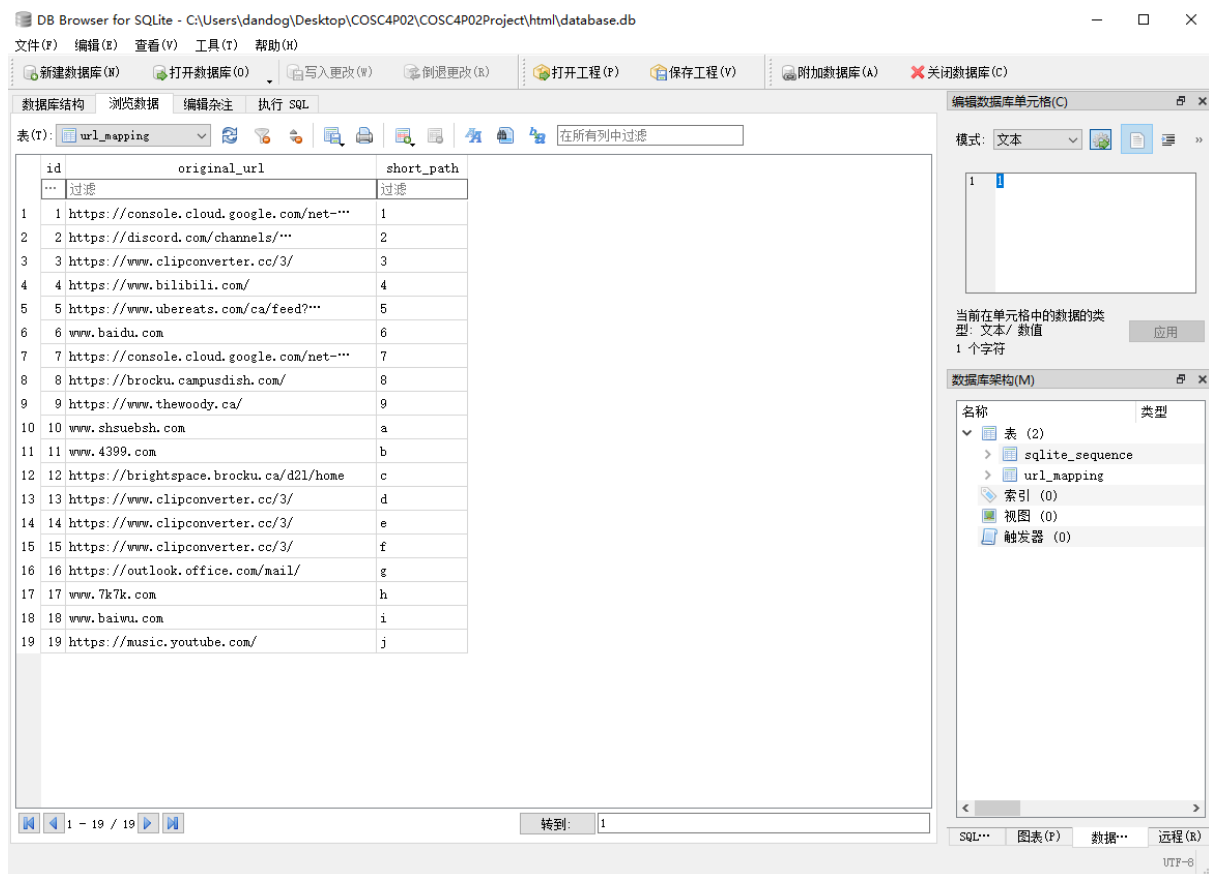 DB Browser for SQLite - C:\Users\dandog\Desktop\COSC4P02\COSC4P02Project\html\database.db
文件(F) 编辑(E) 查看(V) 工具(T) 帮助(H)
新建数据库(N) 打开数据库(O) 写入更改(W) 倒退更改(R) 打开工程(P) 保存工程(V) 附加数据库(A) 关闭数据库(C)
数据库结构 浏览数据 编辑杂注 执行 SQL
表(T): url_mapping 在所有列中过滤
id original_url short_path
… 过滤 过滤
1 1 https://console.cloud.google.com/net-… 1
2 2 https://discord.com/channels/… 2
3 3 https://www.clipconverter.cc/3/ 3
4 4 https://www.bilibili.com/ 4
5 5 https://www.ubereats.com/ca/feed?… 5
6 6 www.baidu.com 6
7 7 https://console.cloud.google.com/net-… 7
8 8 https://brocku.campusdish.com/ 8
9 9 https://www.thewoody.ca/ 9
10 10 www.shsuebsh.com a
11 11 www.4399.com b
12 12 https://brightspace.brocku.ca/d2l/home c
13 13 https://www.clipconverter.cc/3/ d
14 14 https://www.clipconverter.cc/3/ e
15 15 https://www.clipconverter.cc/3/ f
16 16 https://outlook.office.com/mail/ g
17 17 www.7k7k.com h
18 18 www.baiwu.com i
19 19 https://music.youtube.com/ j
1 - 19 / 19 转到: 1
编辑数据库单元格(C)
模式: 文本 »
1 1
当前在单元格中的数据的类
型: 文本/ 数值
1 个字符
应用
数据库架构(M)
名称 类型
表 (2)
sqlite_sequence
url_mapping
索引 (0)
视图 (0)
触发器 (0)
SQL… 图表(P) 数据… 远程(R)
UTF-8